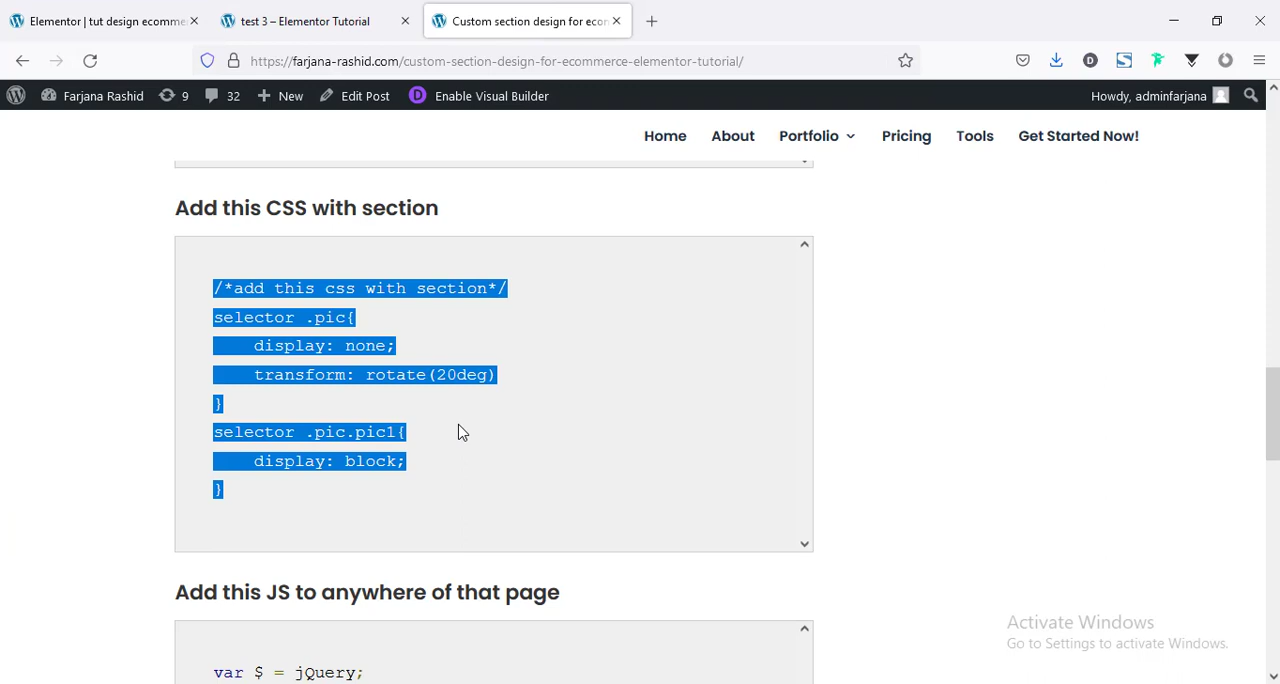 Elementor | tut design ecomme
test 3 – Elementor Tutorial
Custom section design for econ
https://farjana-rashid.com/custom-section-design-for-ecommerce-elementor-tutorial/
Farjana Rashid
9
32
New
Edit Post
D
Enable Visual Builder
Howdy, adminfarjana
Home
About
Portfolio
Pricing
Tools
Get Started Now!
Add this CSS with section
/*add this css with section*/
selector .pic{
display: none;
transform: rotate(20deg)
}
selector .pic.pic1{
display: block;
}
Add this JS to anywhere of that page
var $ = jQuery;
Activate Windows
Go to Settings to activate Windows.